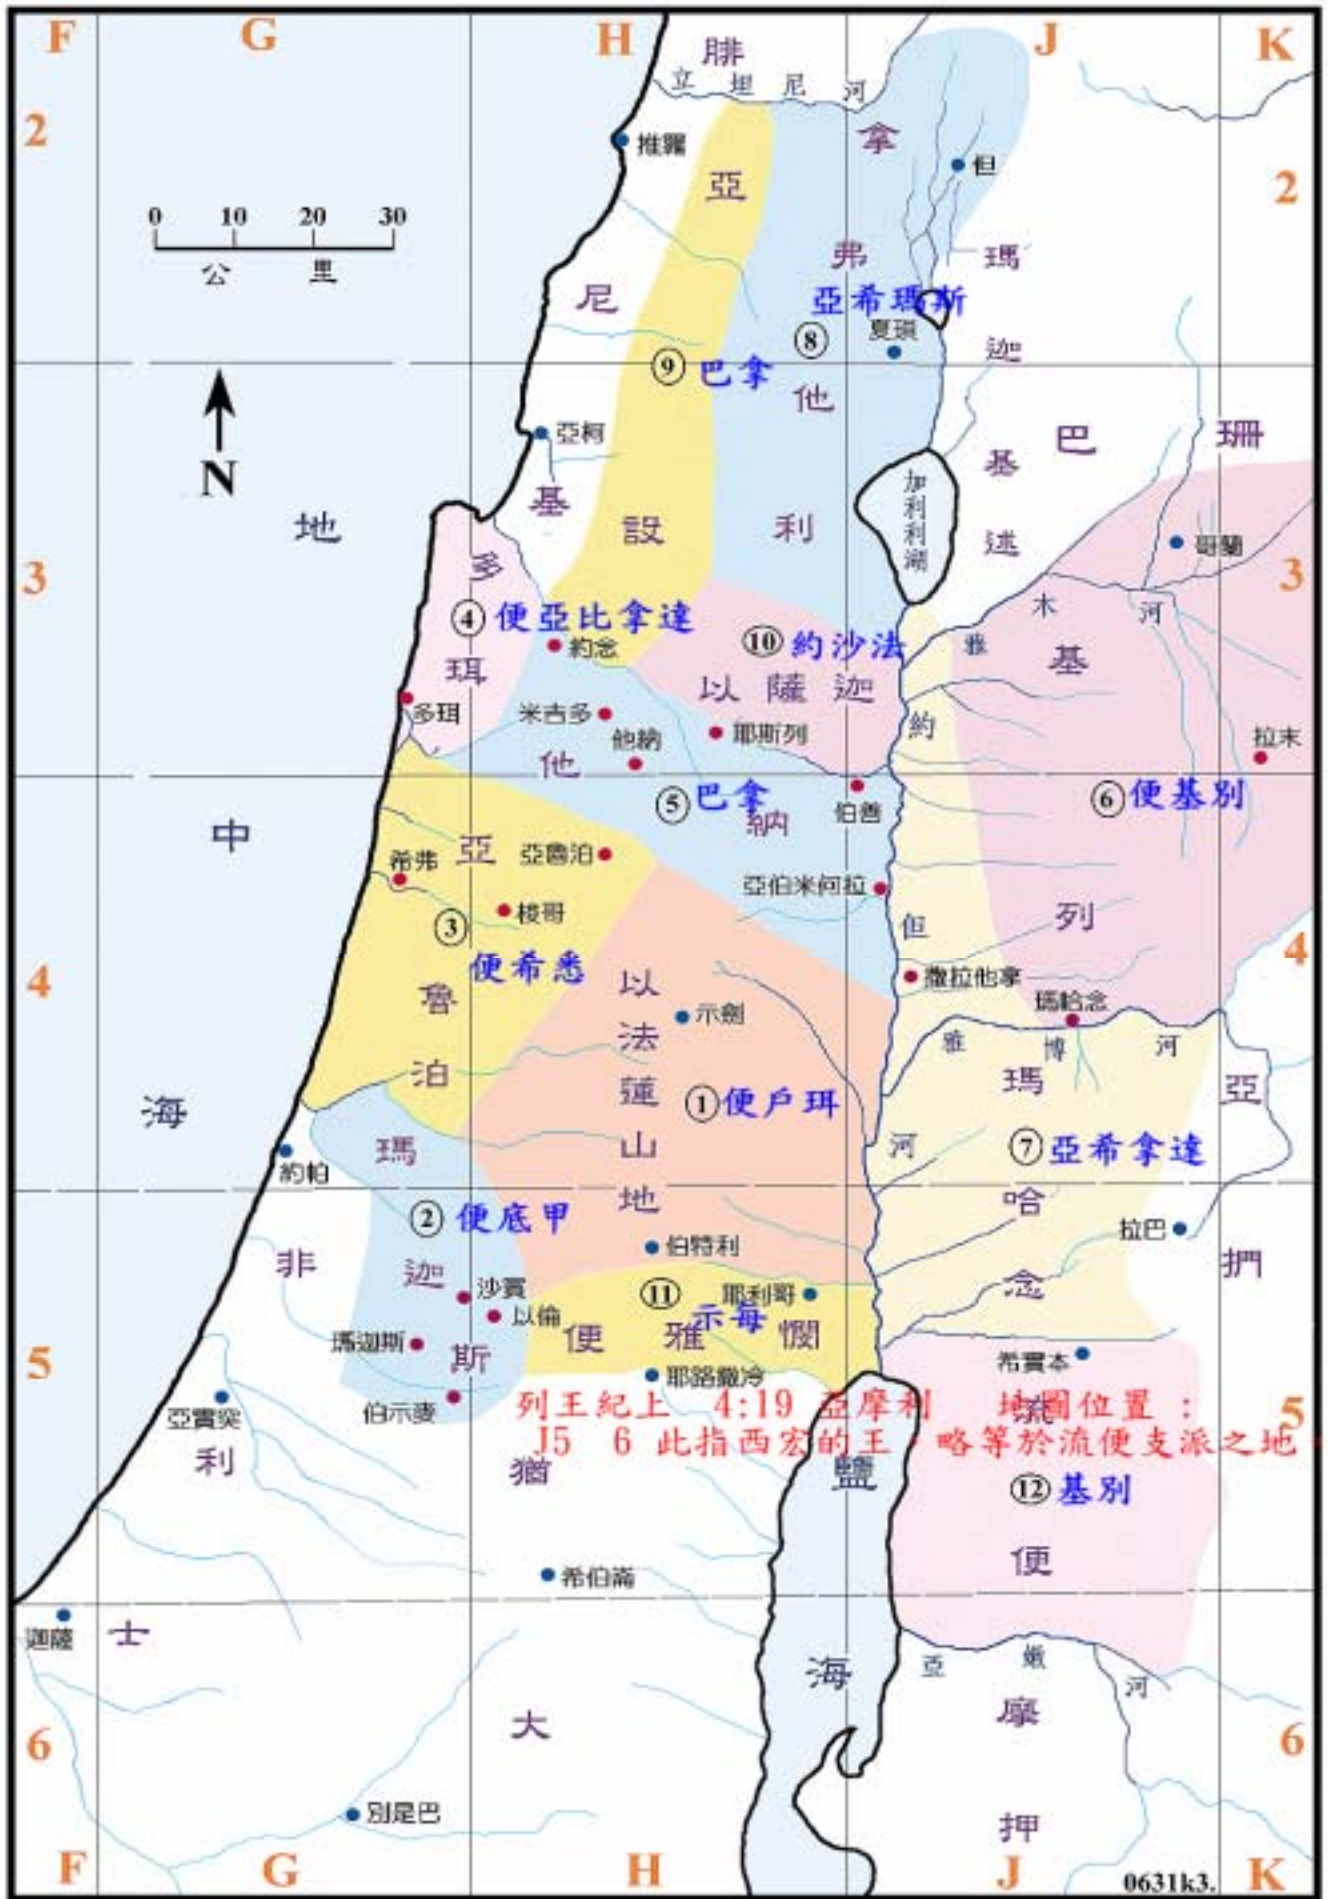 F G H J K
腓
立坦尼河
2
推羅
亞
拿
但
2
0 10 20 30
公里
尼
弗
瑪
亞希瑪斯
⑧
夏瑣
迦
⑨ 巴拿
他
N
亞柯
巴
珊
基
基
加利利湖
地
設
利
述
哥蘭
3
3
多
④ 便亞比拿達
約念
⑩ 約沙法
雅木河
基
珥
以薩迦
多珥
米吉多
他納
耶斯列
約
拉末
他
⑤ 巴拿
伯善
⑥ 便基別
中
納
希弗
亞
亞魯泊
亞伯米何拉
③
梭哥
但
列
4
便希悉
以
撒拉他拿
4
魯
法
示劍
瑪哈念
雅博河
泊
蓮
瑪
亞
海
① 便戶珥
瑪
山
河
⑦ 亞希拿達
約帕
地
哈
② 便底甲
伯特利
拉巴
非
迦
沙賓
⑪
耶利哥
念
捫
以倫
示每
瑪迦斯
便雅憫
斯
希實本
5
耶路撒冷
亞實突
伯示麥
列王紀上 4:19 亞摩利 地圖位置：
流
5
J5 6 此指西宏的王，略等於流便支派之地
利
猶
鹽
⑫ 基別
便
希伯崙
迦薩
士
海
亞嫩河
大
摩
6
6
別是巴
押
0631k3.
F G H J K